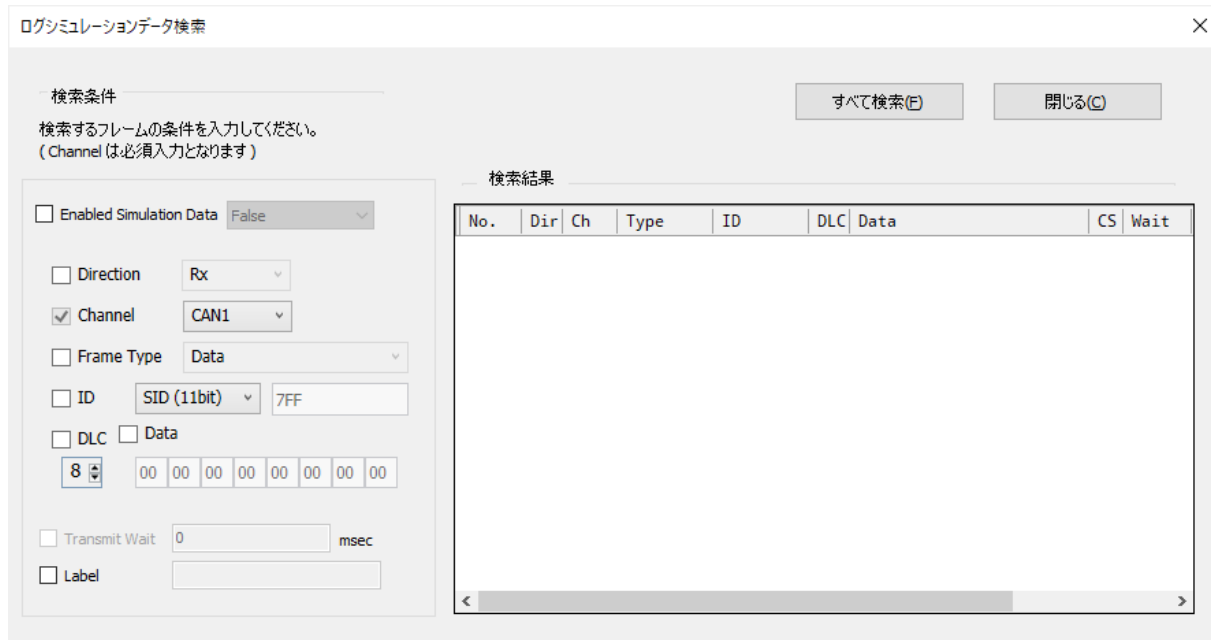 ログシミュレーションデータ検索
検索条件
すべて検索(F)
閉じる(C)
検索するフレームの条件を入力してください。
( Channel は必須入力となります )
検索結果
Enabled Simulation Data False
No. Dir Ch Type ID DLC Data CS Wait
Direction Rx
Channel CAN1
Frame Type Data
ID SID (11bit) 7FF
DLC Data
8 00 00 00 00 00 00 00 00
Transmit Wait 0 msec
Label